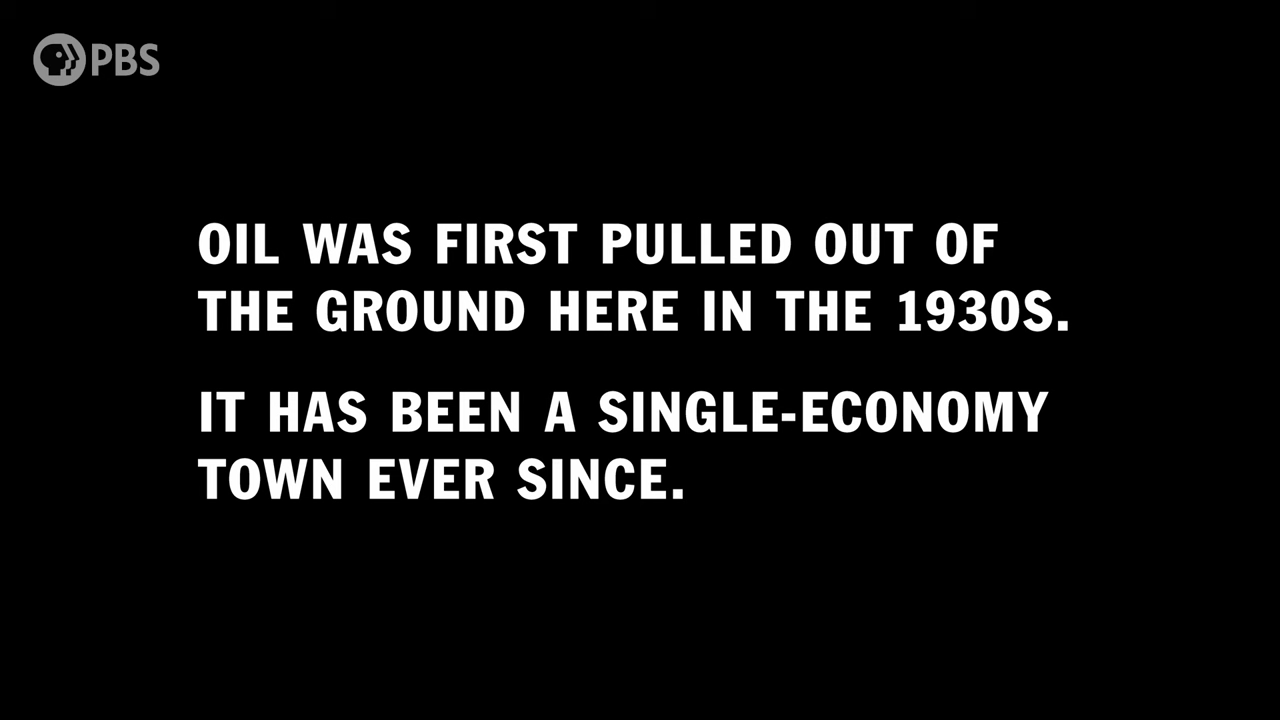 PBS
OIL WAS FIRST PULLED OUT OF
THE GROUND HERE IN THE 1930S.
IT HAS BEEN A SINGLE-ECONOMY
TOWN EVER SINCE.